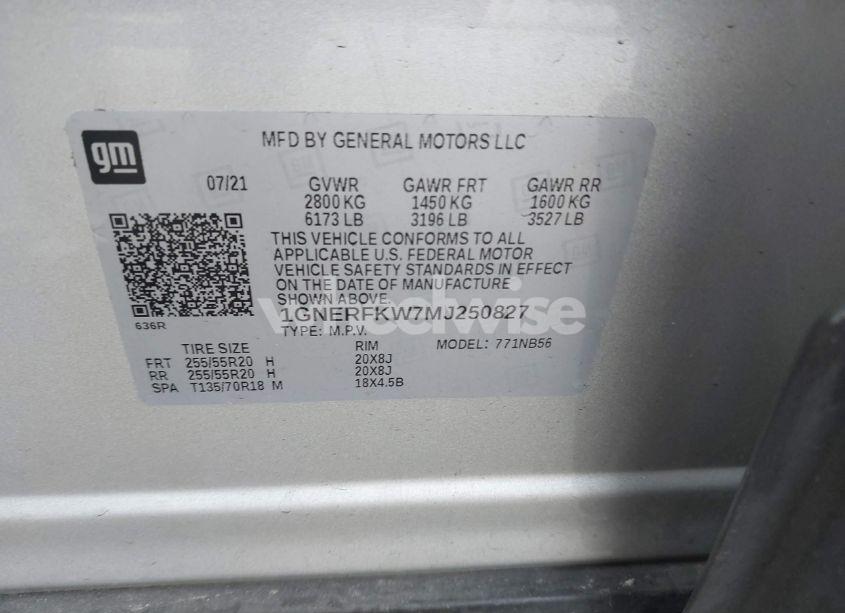 gm
MFD BY GENERAL MOTORS LLC
07/21 GVWR GAWR FRT GAWR RR
2800 KG 1450 KG 1600 KG
6173 LB 3196 LB 3527 LB
THIS VEHICLE CONFORMS TO ALL
APPLICABLE U.S. FEDERAL MOTOR
VEHICLE SAFETY STANDARDS IN EFFECT
ON THE DATE OF MANUFACTURE
SHOWN ABOVE.
1GNERFKW7MJ250827
636R
TYPE: M.P.V. MODEL: 771NB56
TIRE SIZE RIM
FRT 255/55R20 H 20X8J
RR 255/55R20 H 20X8J
SPA T135/70R18 M 18X4.5B